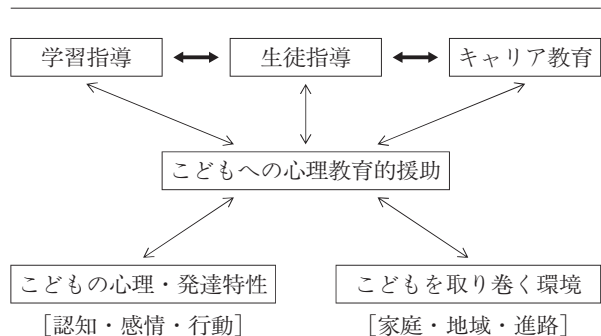 学習指導 生徒指導 キャリア教育
こどもへの心理教育的援助
こどもの心理・発達特性 こどもを取り巻く環境
[認知・感情・行動] [家庭・地域・進路]